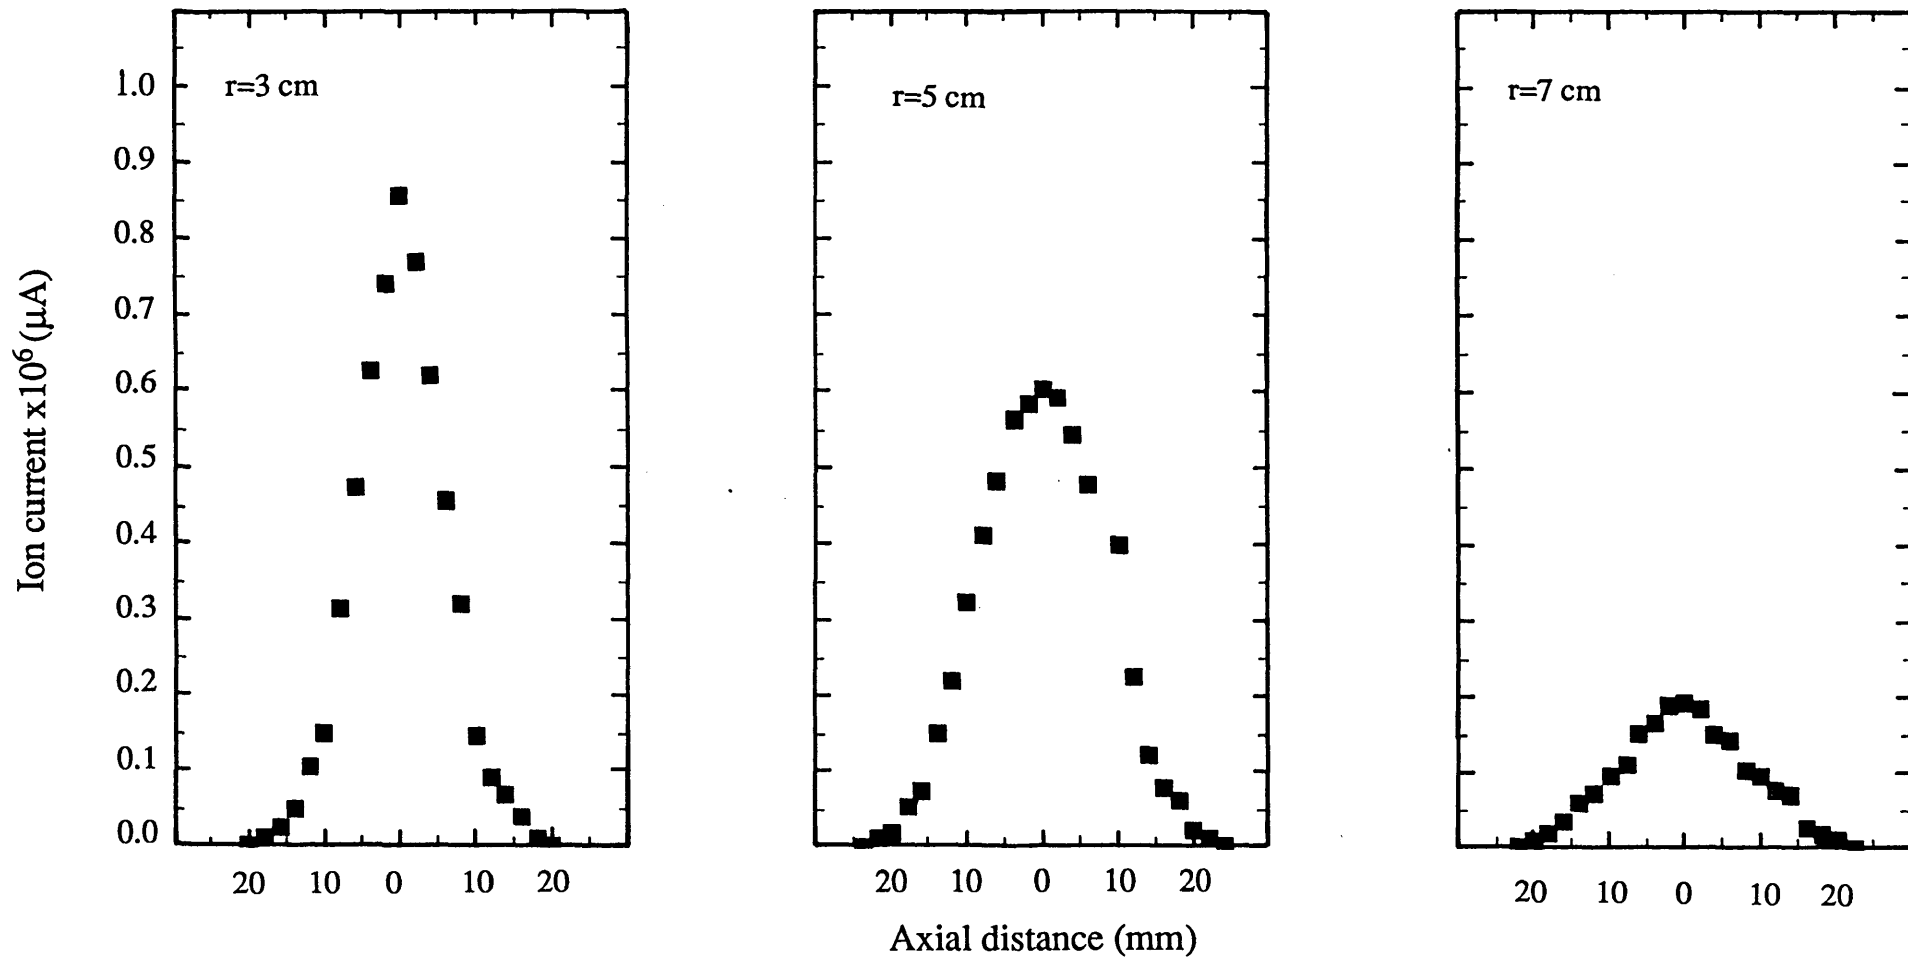 r=3 cm
r=5 cm
r=7 cm
Ion current x10⁶ (μA)
1.0
0.9
0.8
0.7
0.6
0.5
0.4
0.3
0.2
0.1
0.0
20 10 0 10 20
20 10 0 10 20
20 10 0 10 20
Axial distance (mm)